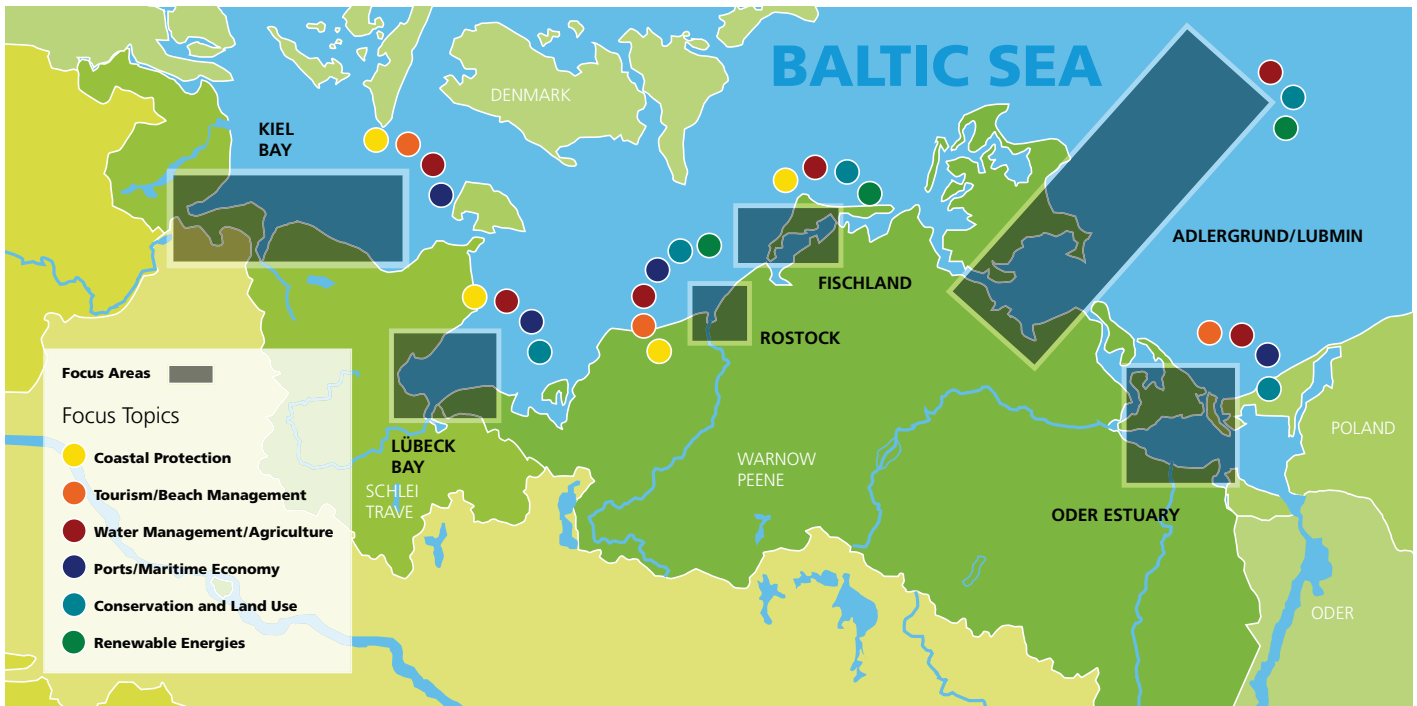 BALTIC SEA
DENMARK
KIEL
BAY
ADLERGRUND/LUBMIN
FISCHLAND
ROSTOCK
Focus Areas
Focus Topics
Coastal Protection
Tourism/Beach Management
Water Management/Agriculture
Ports/Maritime Economy
Conservation and Land Use
Renewable Energies
LÜBECK
BAY
SCHLEI
TRAVE
WARNOW
PEENE
ODER ESTUARY
POLAND
ODER